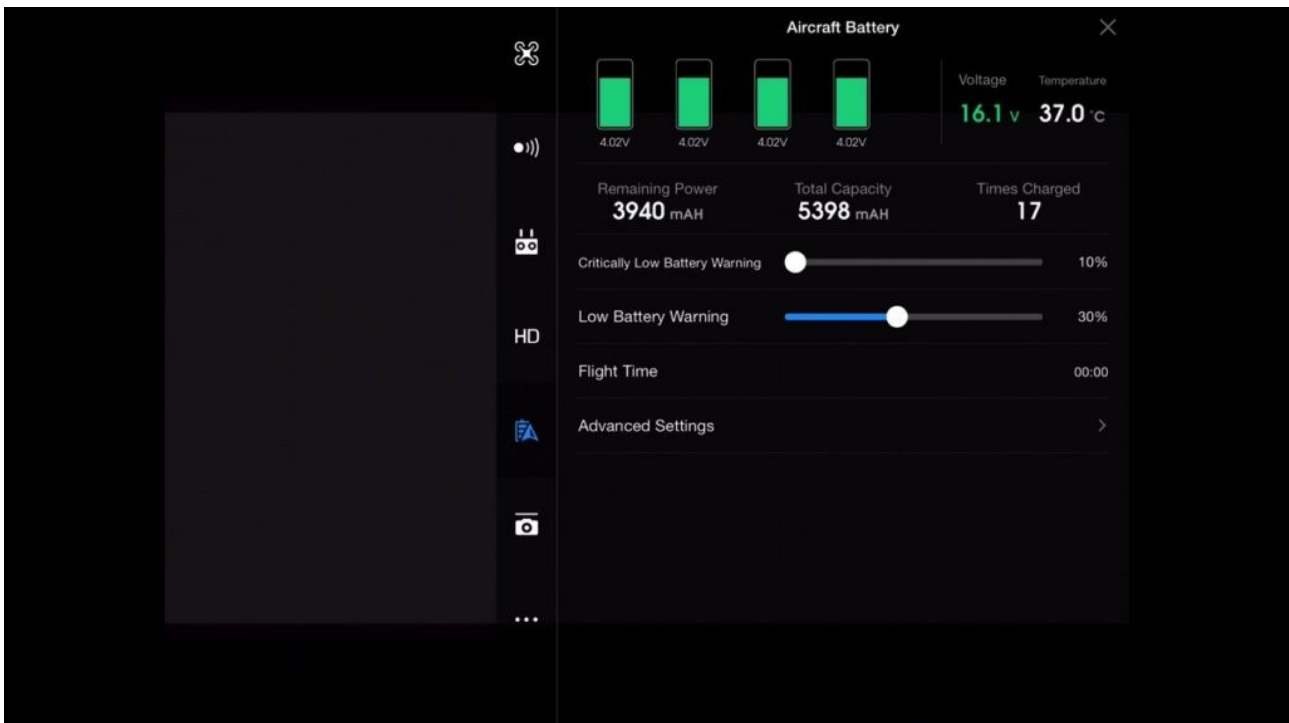 Aircraft Battery
Voltage Temperature
16.1 V 37.0 °C
4.02V 4.02V 4.02V 4.02V
Remaining Power Total Capacity Times Charged
3940 mAH 5398 mAH 17
Critically Low Battery Warning 10%
Low Battery Warning 30%
HD
Flight Time 00:00
Advanced Settings